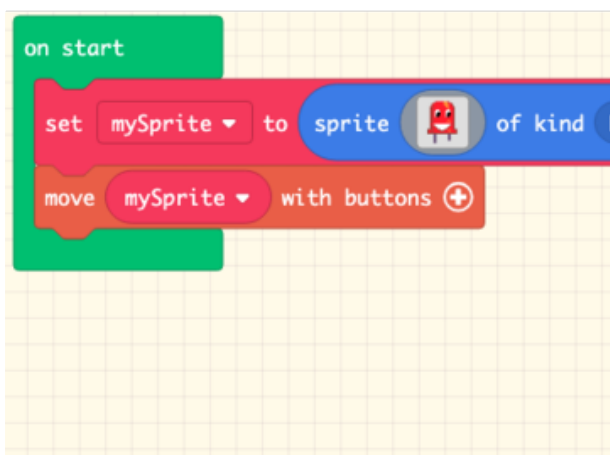 on start
set mySprite to sprite of kind
move mySprite with buttons